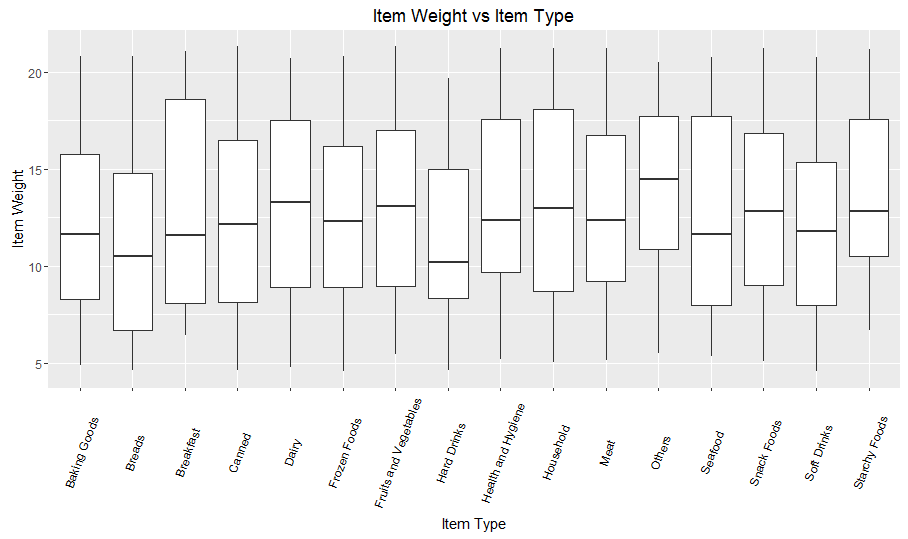 Item Weight vs Item Type
Item Weight
20
15
10
5
Baking Goods
Breads
Breakfast
Canned
Dairy
Frozen Foods
Fruits and Vegetables
Hard Drinks
Health and Hygiene
Household
Meat
Others
Seafood
Snack Foods
Soft Drinks
Starchy Foods
Item Type